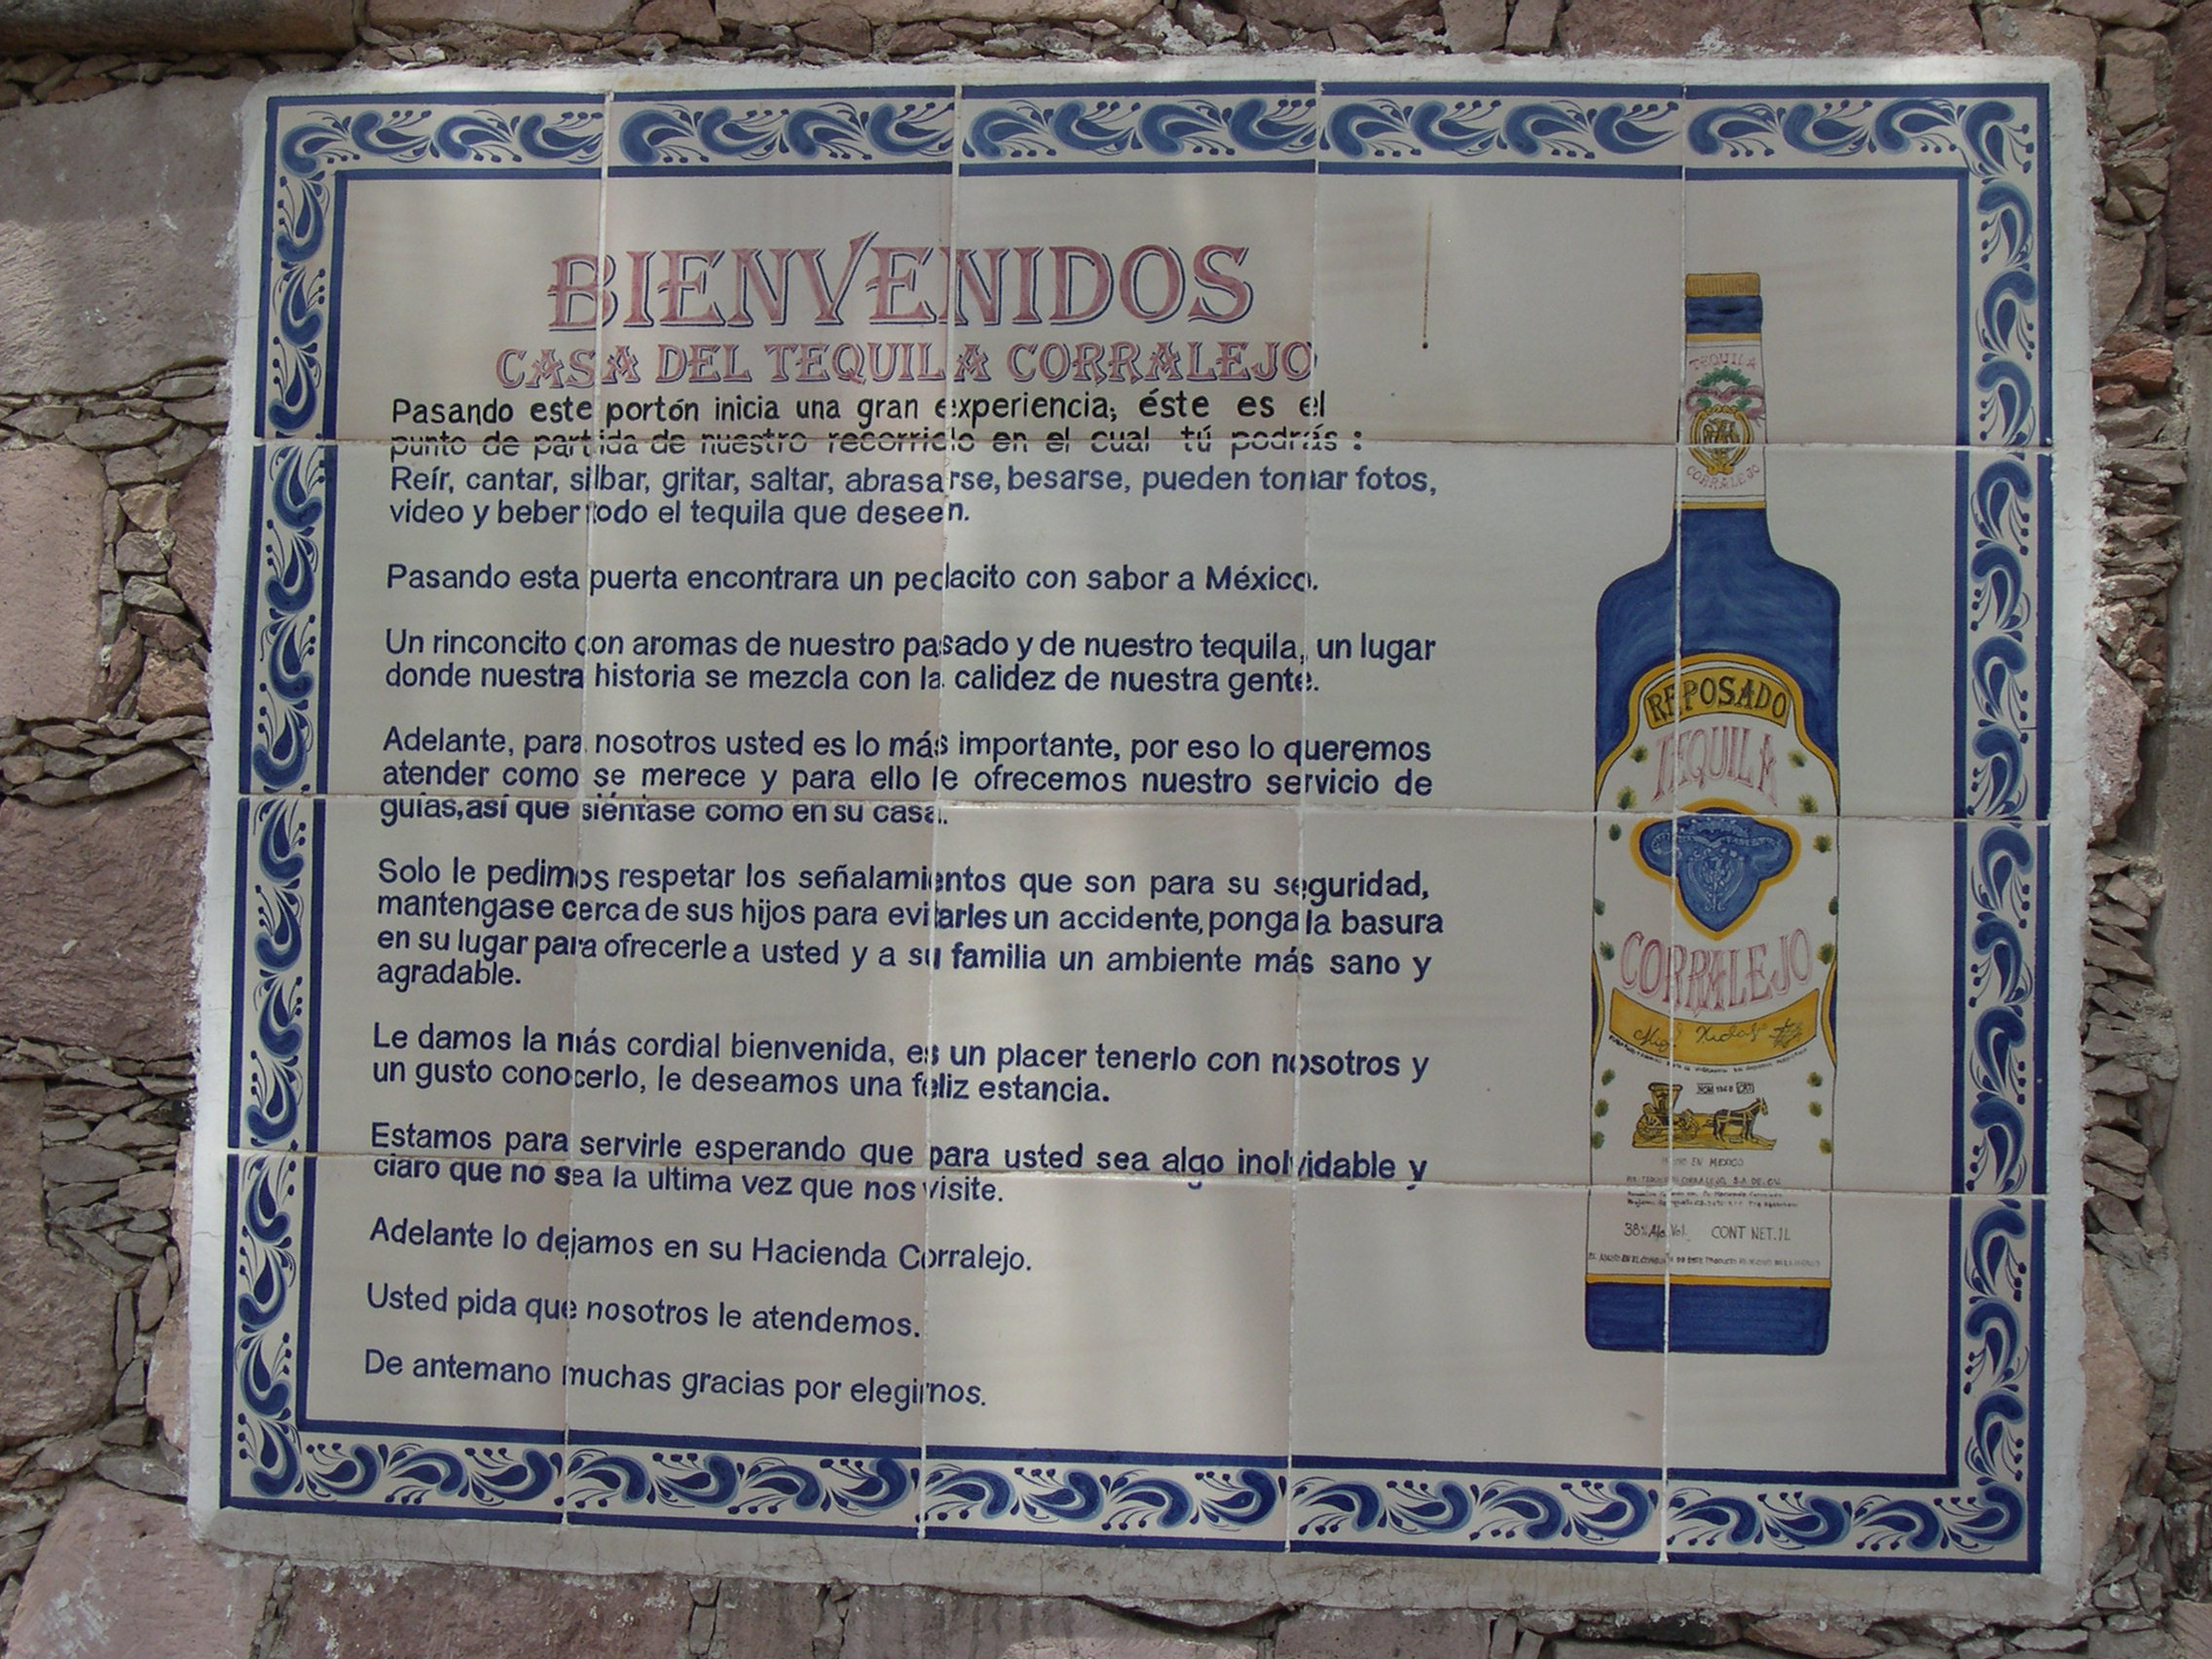 BIENVENIDOS
CASA DEL TEQUILA CORRALEJO
Pasando este portón inicia una gran experiencia, éste es el
punto de partida de nuestro recorrido en el cual tú podrás :
Reír, cantar, silbar, gritar, saltar, abrasarse, besarse, pueden tomar fotos,
video y beber todo el tequila que deseen.
Pasando esta puerta encontrara un pedacito con sabor a México.
Un rinconcito con aromas de nuestro pasado y de nuestro tequila, un lugar
donde nuestra historia se mezcla con la calidez de nuestra gente.
Adelante, para nosotros usted es lo más importante, por eso lo queremos
atender como se merece y para ello le ofrecemos nuestro servicio de
guías,así que siéntase como en su casa.
Solo le pedimos respetar los señalamientos que son para su seguridad,
mantengase cerca de sus hijos para evitarles un accidente, ponga la basura
en su lugar para ofrecerle a usted y a su familia un ambiente más sano y
agradable.
Le damos la más cordial bienvenida, es un placer tenerlo con nosotros y
un gusto conocerlo, le deseamos una feliz estancia.
Estamos para servirle esperando que para usted sea algo inolvidable y
claro que no sea la ultima vez que nos visite.
Adelante lo dejamos en su Hacienda Corralejo.
Usted pida que nosotros le atendemos.
De antemano muchas gracias por elegirnos.
TEQUILA
CORRALEJO
REPOSADO
TEQUILA
CORRALEJO
EN MEXICO
38% Alc. Vol. CONT NET. 1L